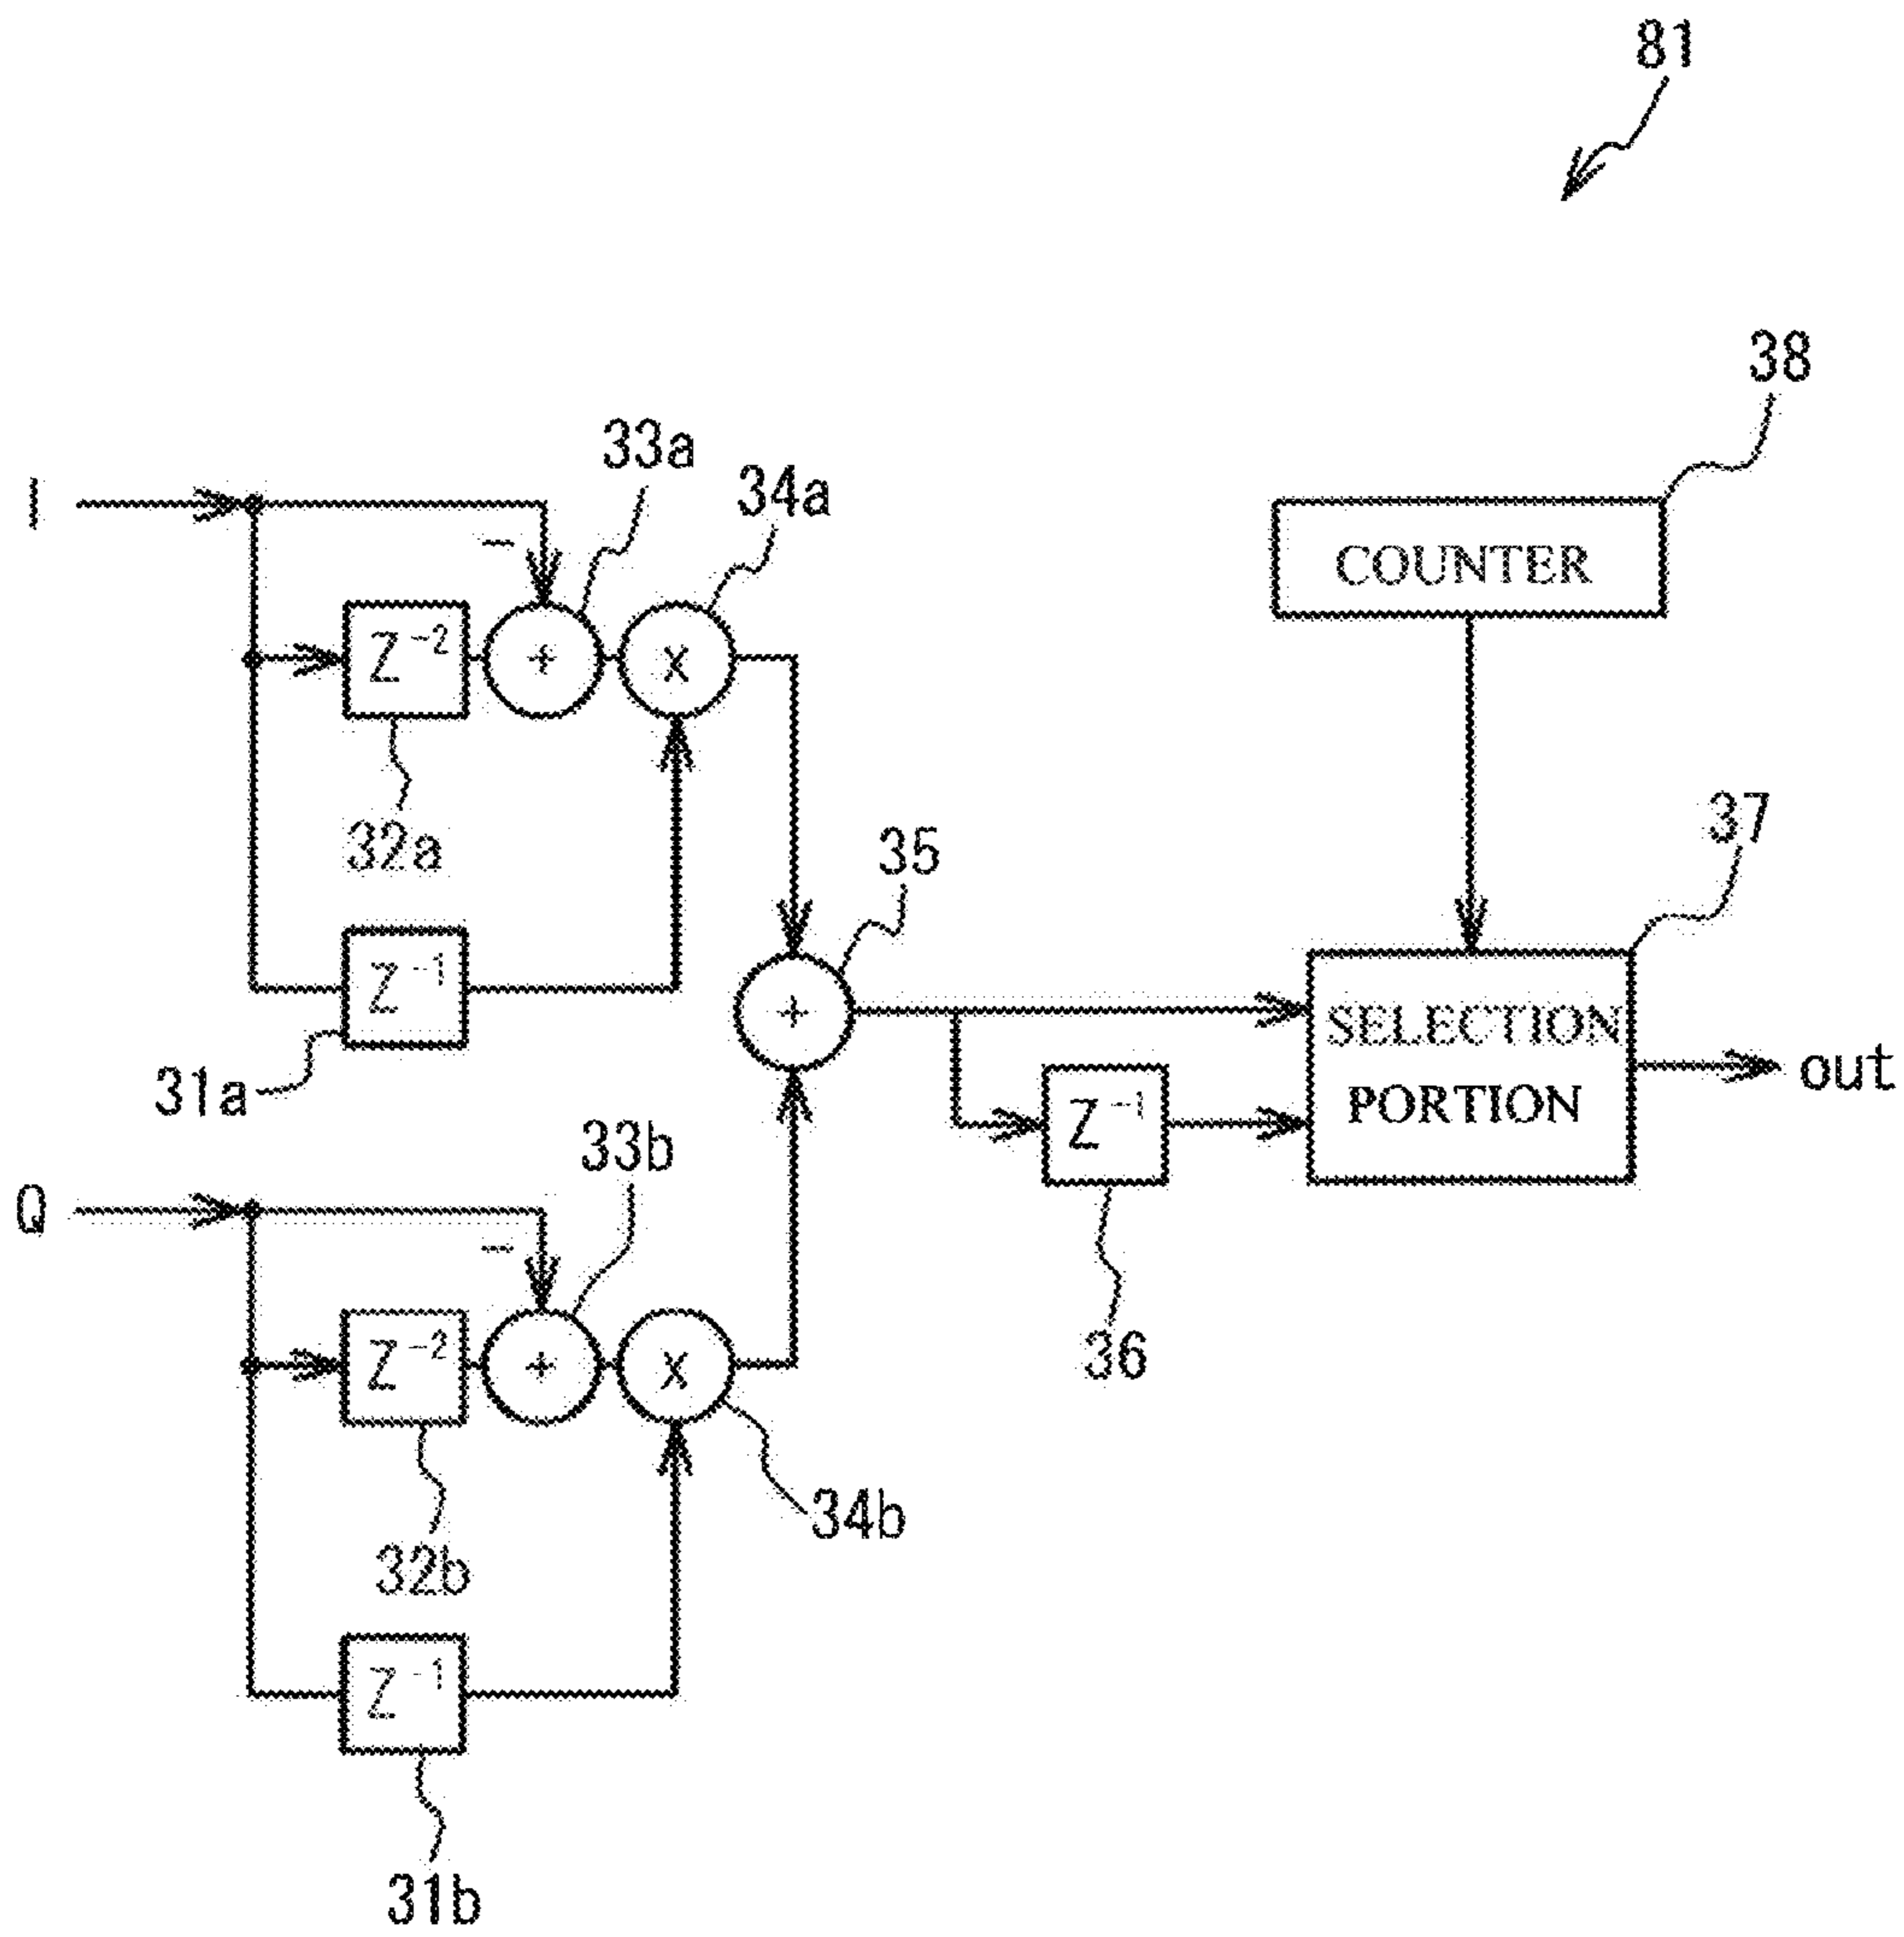 81
38
33a
34a
I
COUNTER
-
Z⁻²
+
x
32a
37
35
Z⁻¹
+
SELECTION
PORTION
out
31a
Z⁻¹
33b
Q
-
36
Z⁻²
+
x
34b
32b
Z⁻¹
31b